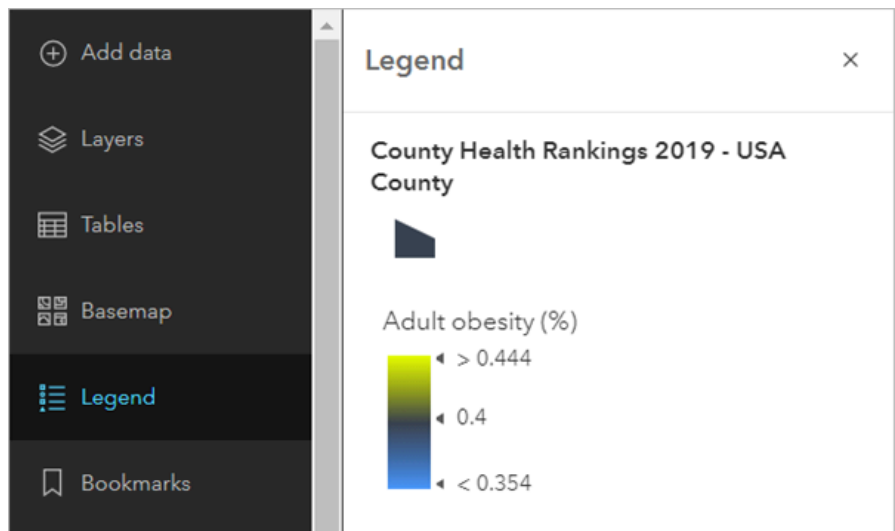 Add data
Layers
Tables
Basemap
Legend
Bookmarks
Legend
County Health Rankings 2019 - USA
County
Adult obesity (%)
> 0.444
0.4
< 0.354